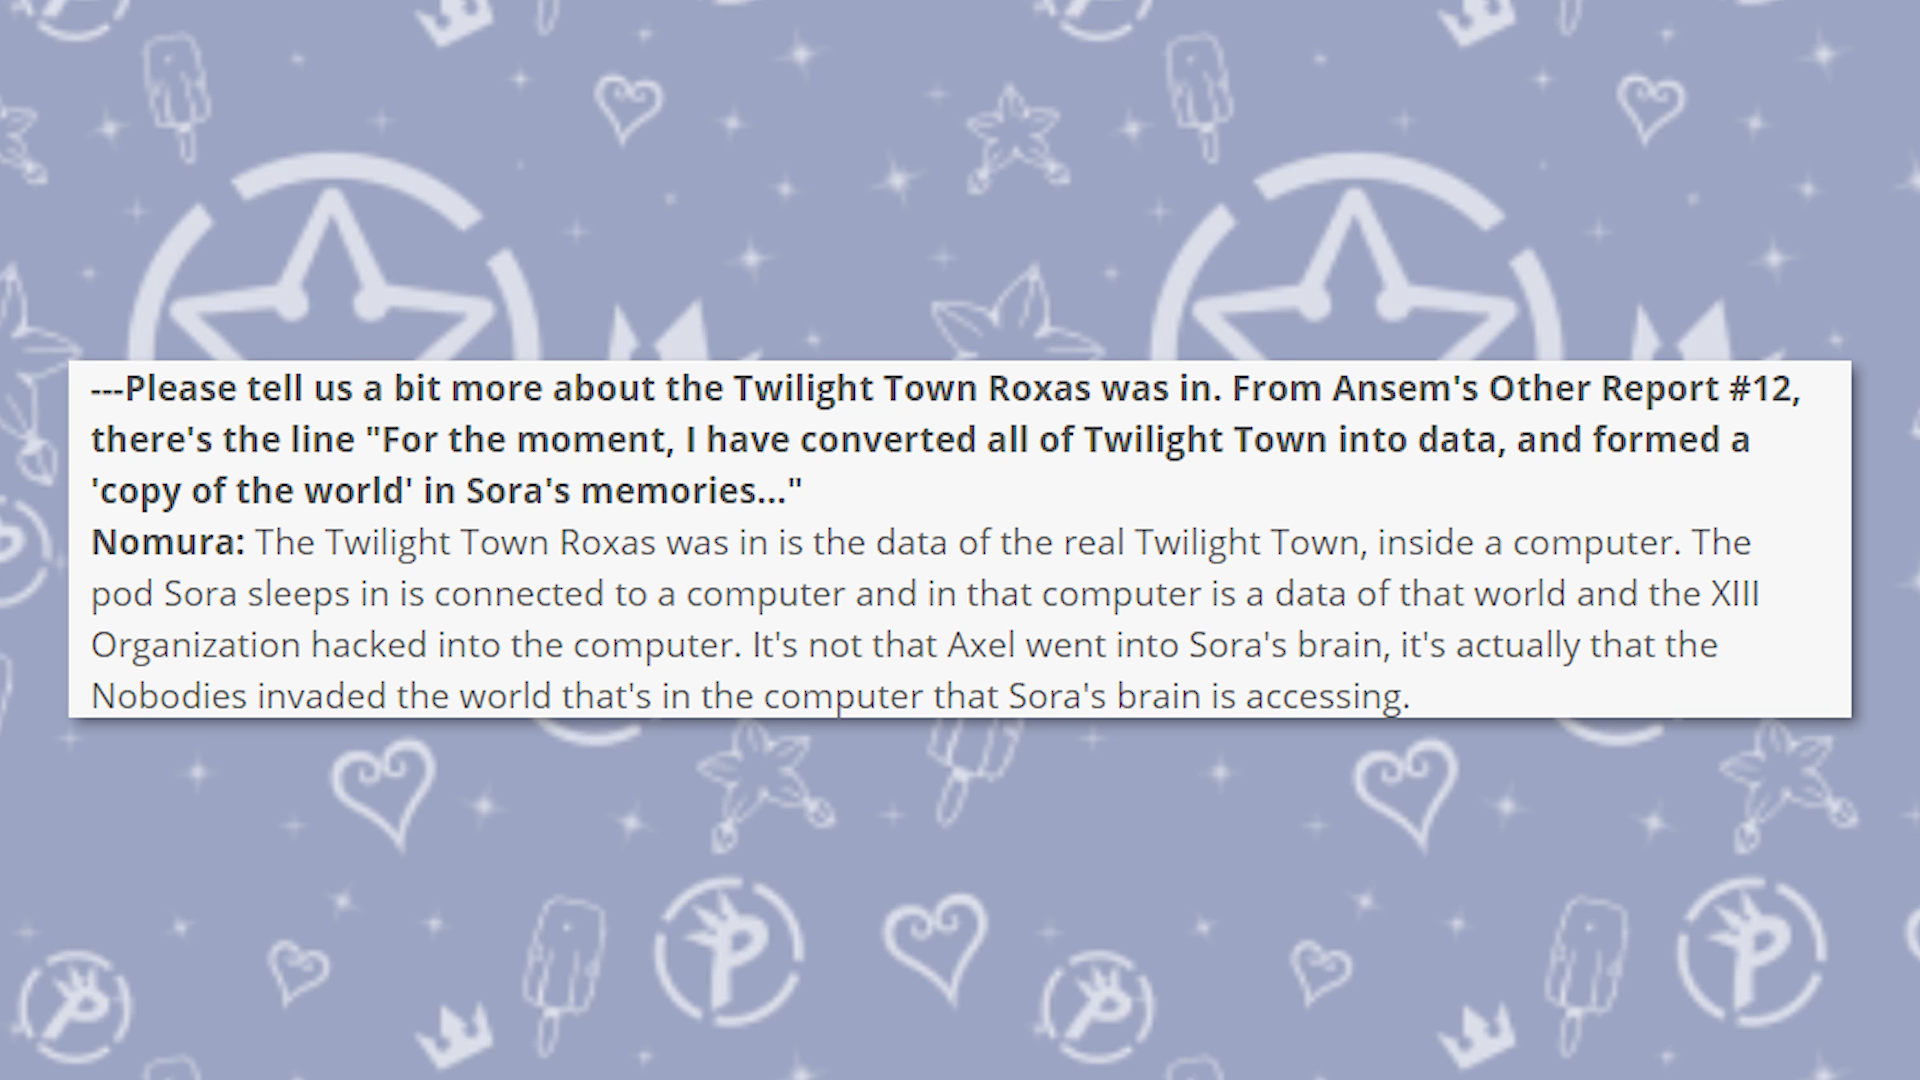 ---Please tell us a bit more about the Twilight Town Roxas was in. From Ansem's Other Report #12,
there's the line "For the moment, I have converted all of Twilight Town into data, and formed a
'copy of the world' in Sora's memories..."
Nomura: The Twilight Town Roxas was in is the data of the real Twilight Town, inside a computer. The
pod Sora sleeps in is connected to a computer and in that computer is a data of that world and the XIII
Organization hacked into the computer. It's not that Axel went into Sora's brain, it's actually that the
Nobodies invaded the world that's in the computer that Sora's brain is accessing.